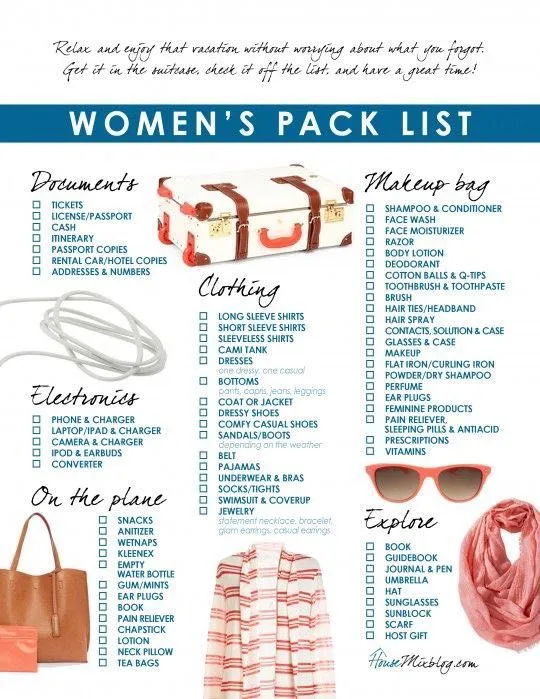 Relax and enjoy that vacation without worrying about what you forgot.
Get it in the suitcase, check it off the list, and have a great time!
WOMEN'S PACK LIST
Documents
TICKETS
LICENSE/PASSPORT
CASH
ITINERARY
PASSPORT COPIES
RENTAL CAR/HOTEL COPIES
ADDRESSES & NUMBERS
Electronics
PHONE & CHARGER
LAPTOP/IPAD & CHARGER
CAMERA & CHARGER
IPOD & EARBUDS
CONVERTER
On the plane
SNACKS
ANITIZER
WETNAPS
KLEENEX
EMPTY
WATER BOTTLE
GUM/MINTS
EAR PLUGS
BOOK
PAIN RELIEVER
CHAPSTICK
LOTION
NECK PILLOW
TEA BAGS
Clothing
LONG SLEEVE SHIRTS
SHORT SLEEVE SHIRTS
SLEEVELESS SHIRTS
CAMI TANK
DRESSES
one dressy, one casual
BOTTOMS
pants, capris, jeans, leggings
COAT OR JACKET
DRESSY SHOES
COMFY CASUAL SHOES
SANDALS/BOOTS
depending on the weather
BELT
PAJAMAS
UNDERWEAR & BRAS
SOCKS/TIGHTS
SWIMSUIT & COVERUP
JEWELRY
statement necklace, bracelet,
glam earrings, casual earrings
Makeup bag
SHAMPOO & CONDITIONER
FACE WASH
FACE MOISTURIZER
RAZOR
BODY LOTION
DEODORANT
COTTON BALLS & Q-TIPS
TOOTHBRUSH & TOOTHPASTE
BRUSH
HAIR TIES/HEADBAND
HAIR SPRAY
CONTACTS, SOLUTION & CASE
GLASSES & CASE
MAKEUP
FLAT IRON/CURLING IRON
POWDER/DRY SHAMPOO
PERFUME
EAR PLUGS
FEMININE PRODUCTS
PAIN RELIEVER,
SLEEPING PILLS & ANTIACID
PRESCRIPTIONS
VITAMINS
Explore
BOOK
GUIDEBOOK
JOURNAL & PEN
UMBRELLA
HAT
SUNGLASSES
SUNBLOCK
SCARF
HOST GIFT
HouseMixblog.com